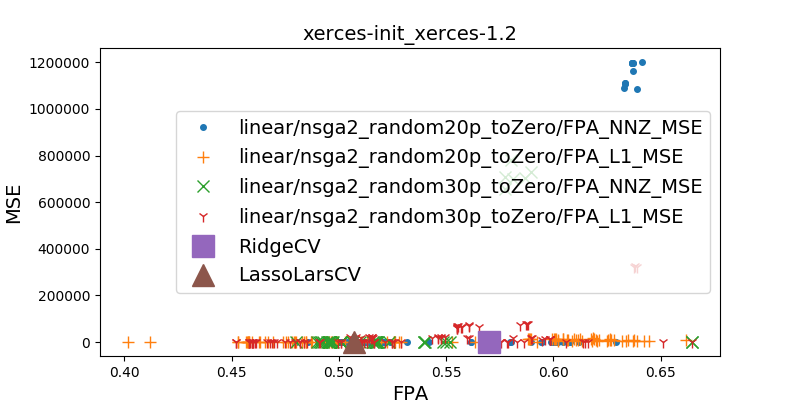 xerces-init_xerces-1.2
1200000
1000000
800000
600000
400000
200000
0
MSE
linear/nsga2_random20p_toZero/FPA_NNZ_MSE
linear/nsga2_random20p_toZero/FPA_L1_MSE
linear/nsga2_random30p_toZero/FPA_NNZ_MSE
linear/nsga2_random30p_toZero/FPA_L1_MSE
RidgeCV
LassoLarsCV
0.40 0.45 0.50 0.55 0.60 0.65
FPA